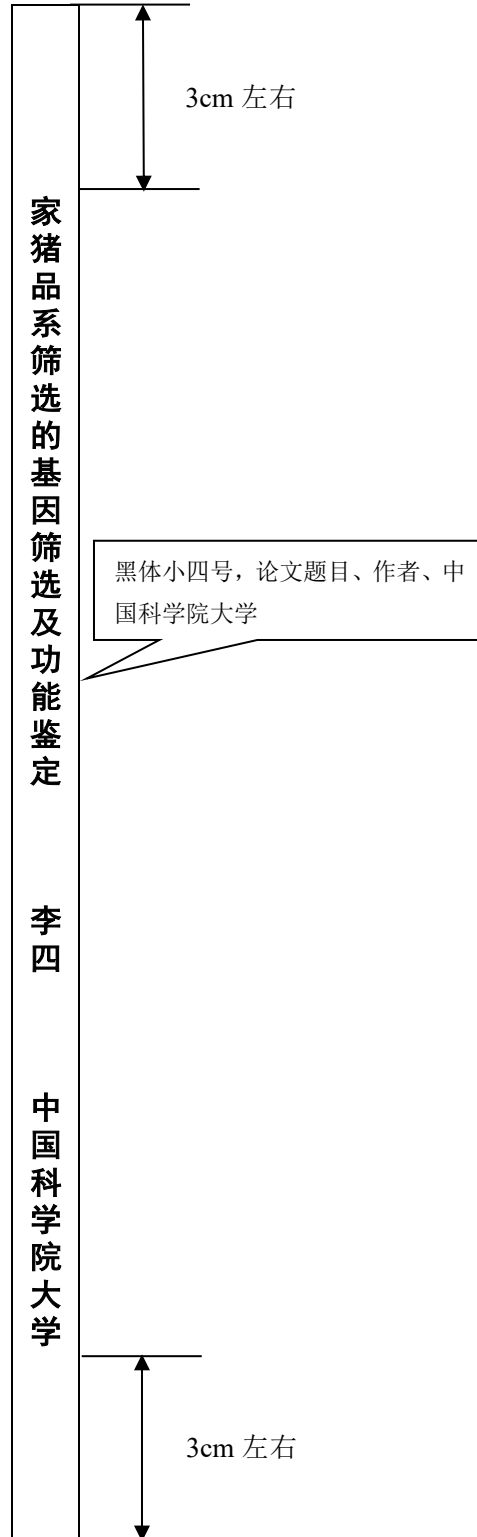 3cm 左右
家猪品系筛选的基因筛选及功能鉴定
黑体小四号，论文题目、作者、中
国科学院大学
李四
中国科学院大学
3cm 左右